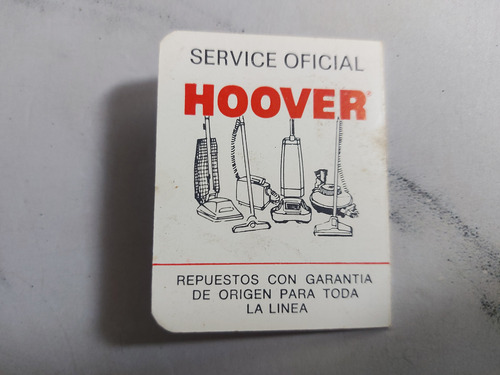 SERVICE OFICIAL
HOOVER®
REPUESTOS CON GARANTIA
DE ORIGEN PARA TODA
LA LINEA